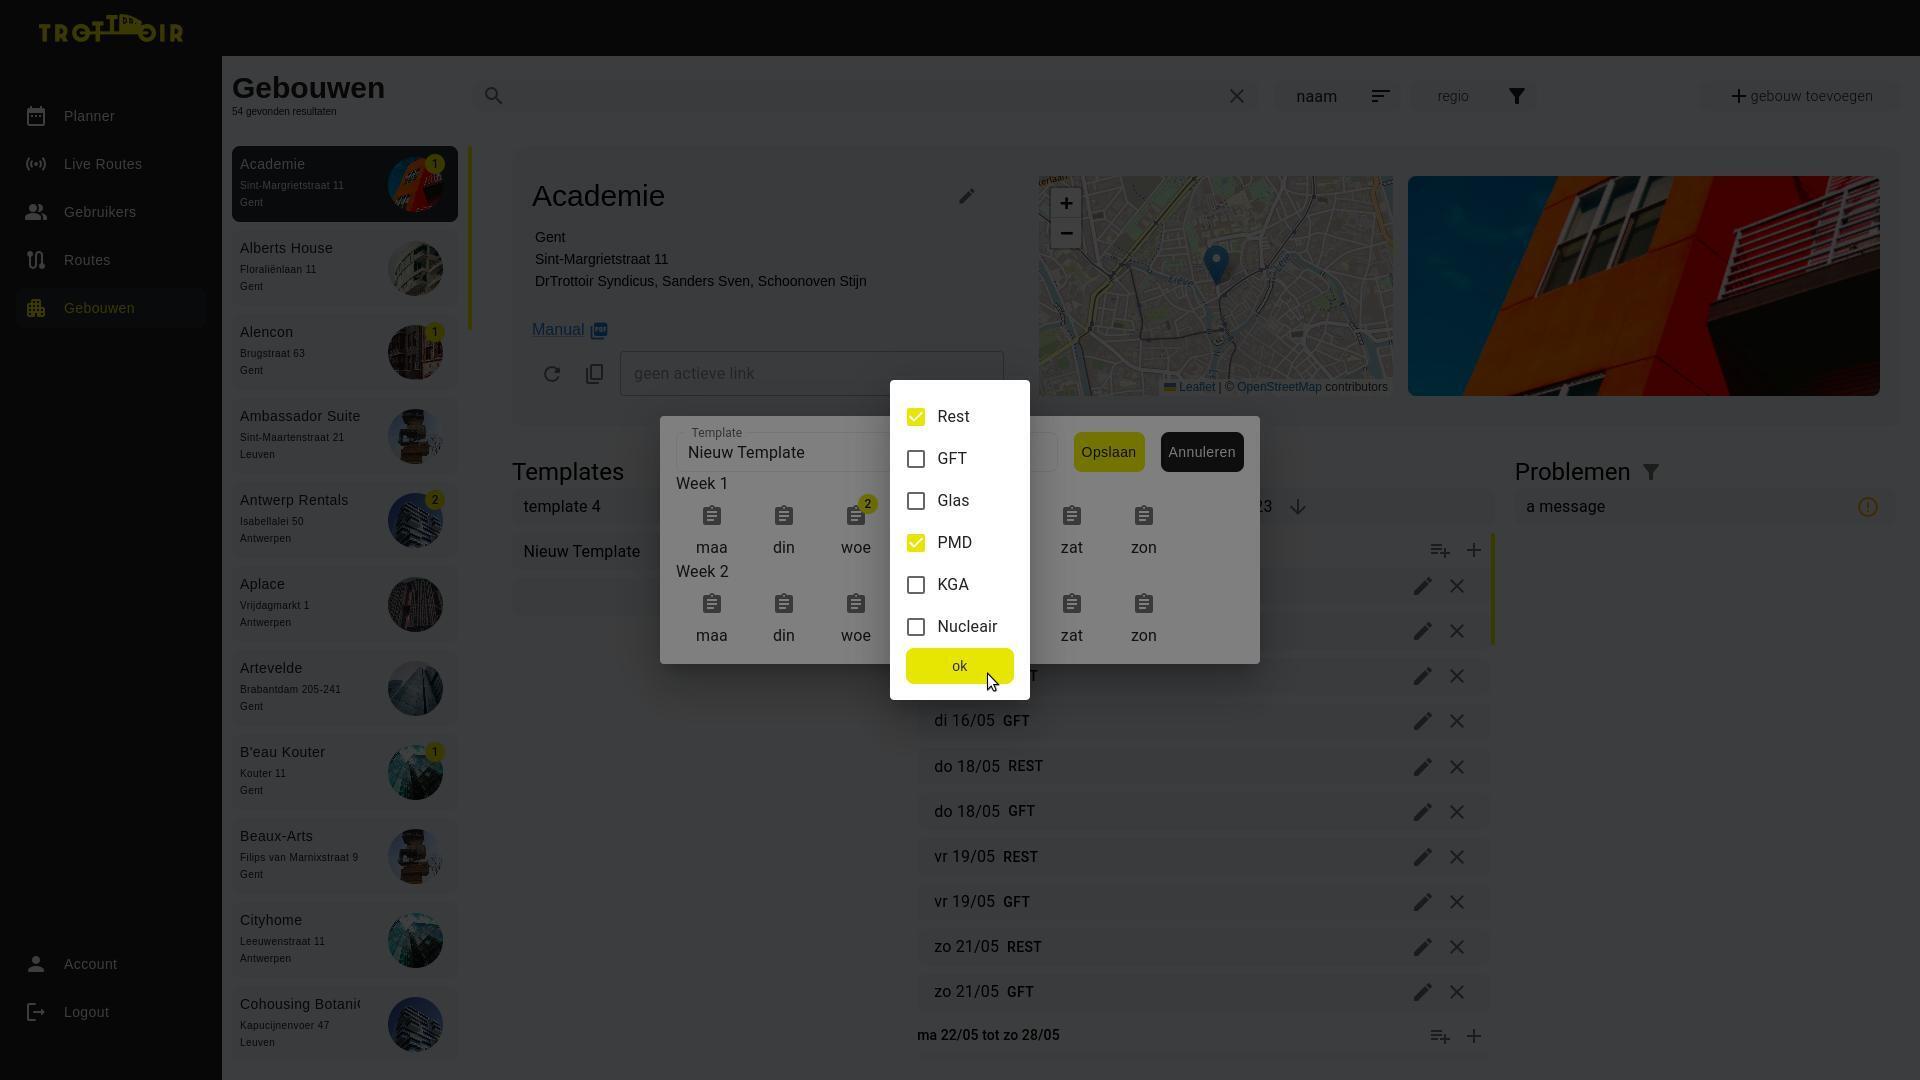 TROTTOIR
Planner
Live Routes
Gebruikers
Routes
Gebouwen
Account
Logout
Gebouwen
54 gevonden resultaten
naam
regio
gebouw toevoegen
Academie
Sint-Margrietstraat 11
Gent
1
Alberts House
Floraliënlaan 11
Gent
Alencon
Brugstraat 63
Gent
1
Ambassador Suite
Sint-Maartenstraat 21
Leuven
Antwerp Rentals
Isabellalei 50
Antwerpen
2
Aplace
Vrijdagmarkt 1
Antwerpen
Artevelde
Brabantdam 205-241
Gent
B'eau Kouter
Kouter 11
Gent
1
Beaux-Arts
Filips van Marnixstraat 9
Gent
Cityhome
Leeuwenstraat 11
Antwerpen
Cohousing Botani
Kapucijnenvoer 47
Leuven
Academie
Gent
Sint-Margrietstraat 11
DrTrottoir Syndicus, Sanders Sven, Schoonoven Stijn
Manual PDF
geen actieve link
+
−
Leaflet | © OpenStreetMap contributors
Templates
template 4
Nieuw Template
Template
Nieuw Template
Opslaan
Annuleren
Week 1
2
maa din woe zat zon
Week 2
maa din woe zat zon
Rest
GFT
Glas
PMD
KGA
Nucleair
ok
23
T
di 16/05 GFT
do 18/05 REST
do 18/05 GFT
vr 19/05 REST
vr 19/05 GFT
zo 21/05 REST
zo 21/05 GFT
ma 22/05 tot zo 28/05
Problemen
a message